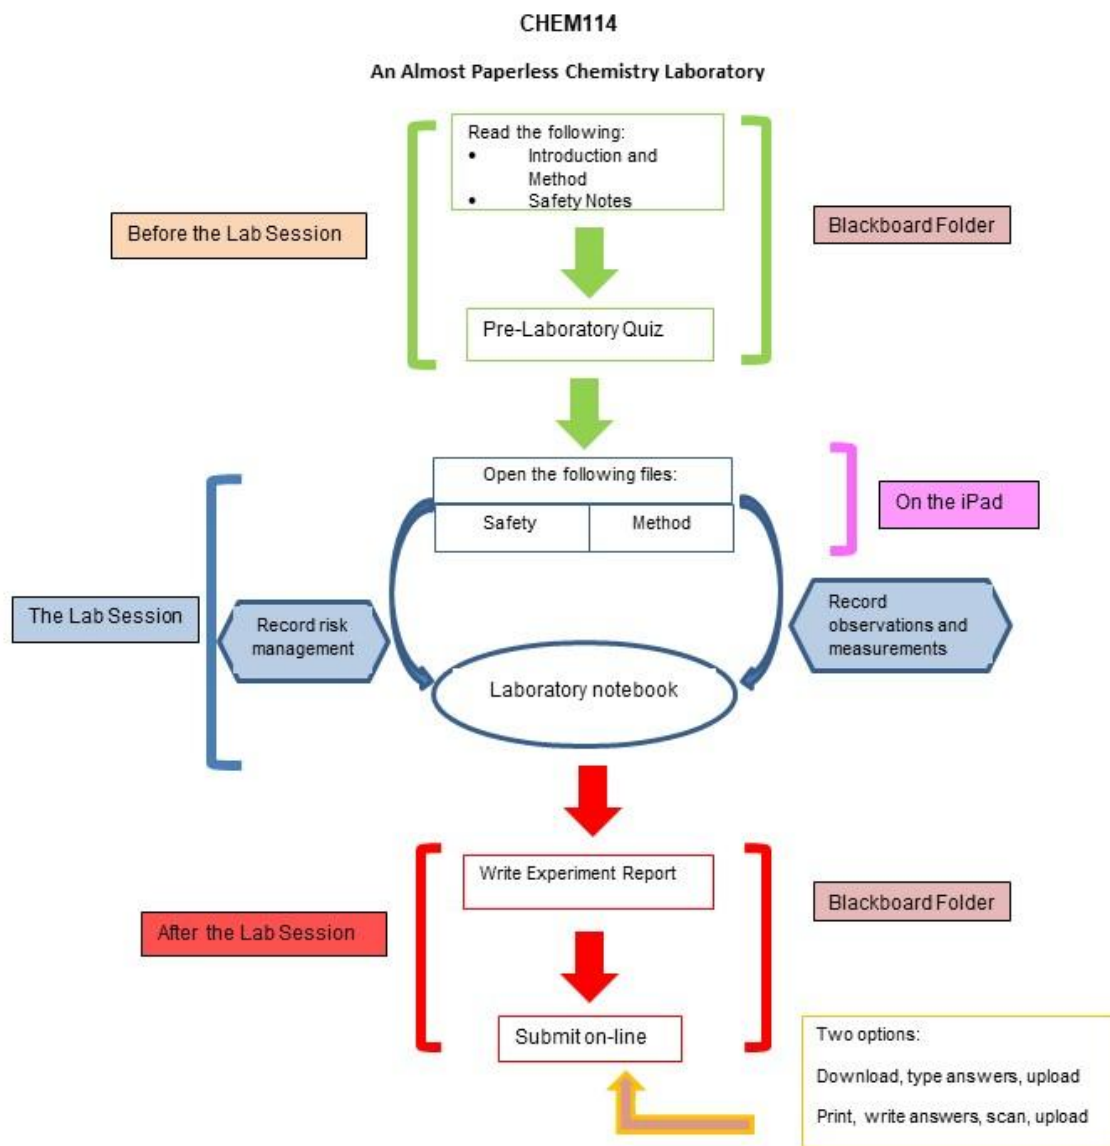 CHEM114
An Almost Paperless Chemistry Laboratory
Read the following:
• Introduction and
Method
• Safety Notes
Before the Lab Session
Blackboard Folder
Pre-Laboratory Quiz
Open the following files:
Safety
Method
On the iPad
The Lab Session
Record risk
management
Record
observations and
measurements
Laboratory notebook
Write Experiment Report
Blackboard Folder
After the Lab Session
Submit on-line
Two options:
Download, type answers, upload
Print, write answers, scan, upload